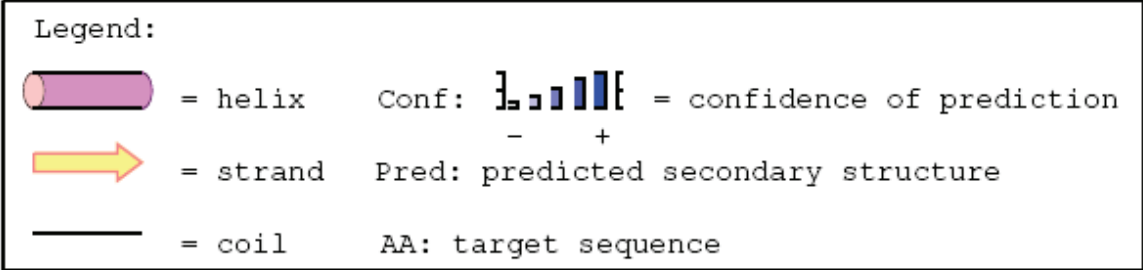 Legend:
= helix Conf: = confidence of prediction
- +
= strand Pred: predicted secondary structure
= coil AA: target sequence